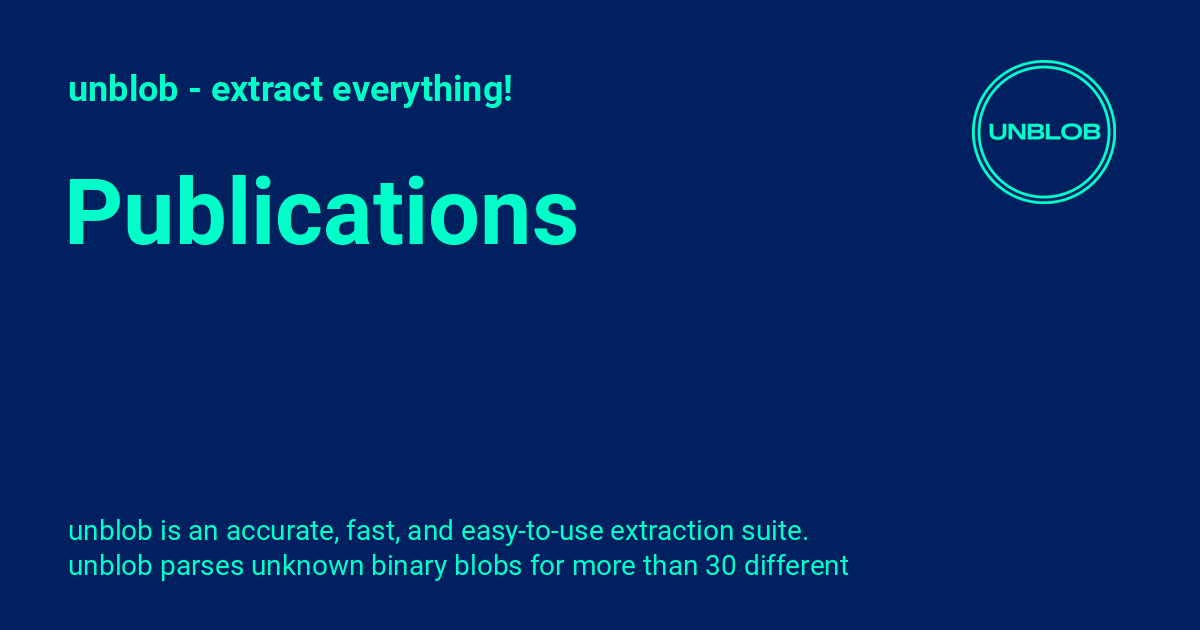 unblob - extract everything!
UNBLOB
Publications
unblob is an accurate, fast, and easy-to-use extraction suite.
unblob parses unknown binary blobs for more than 30 different